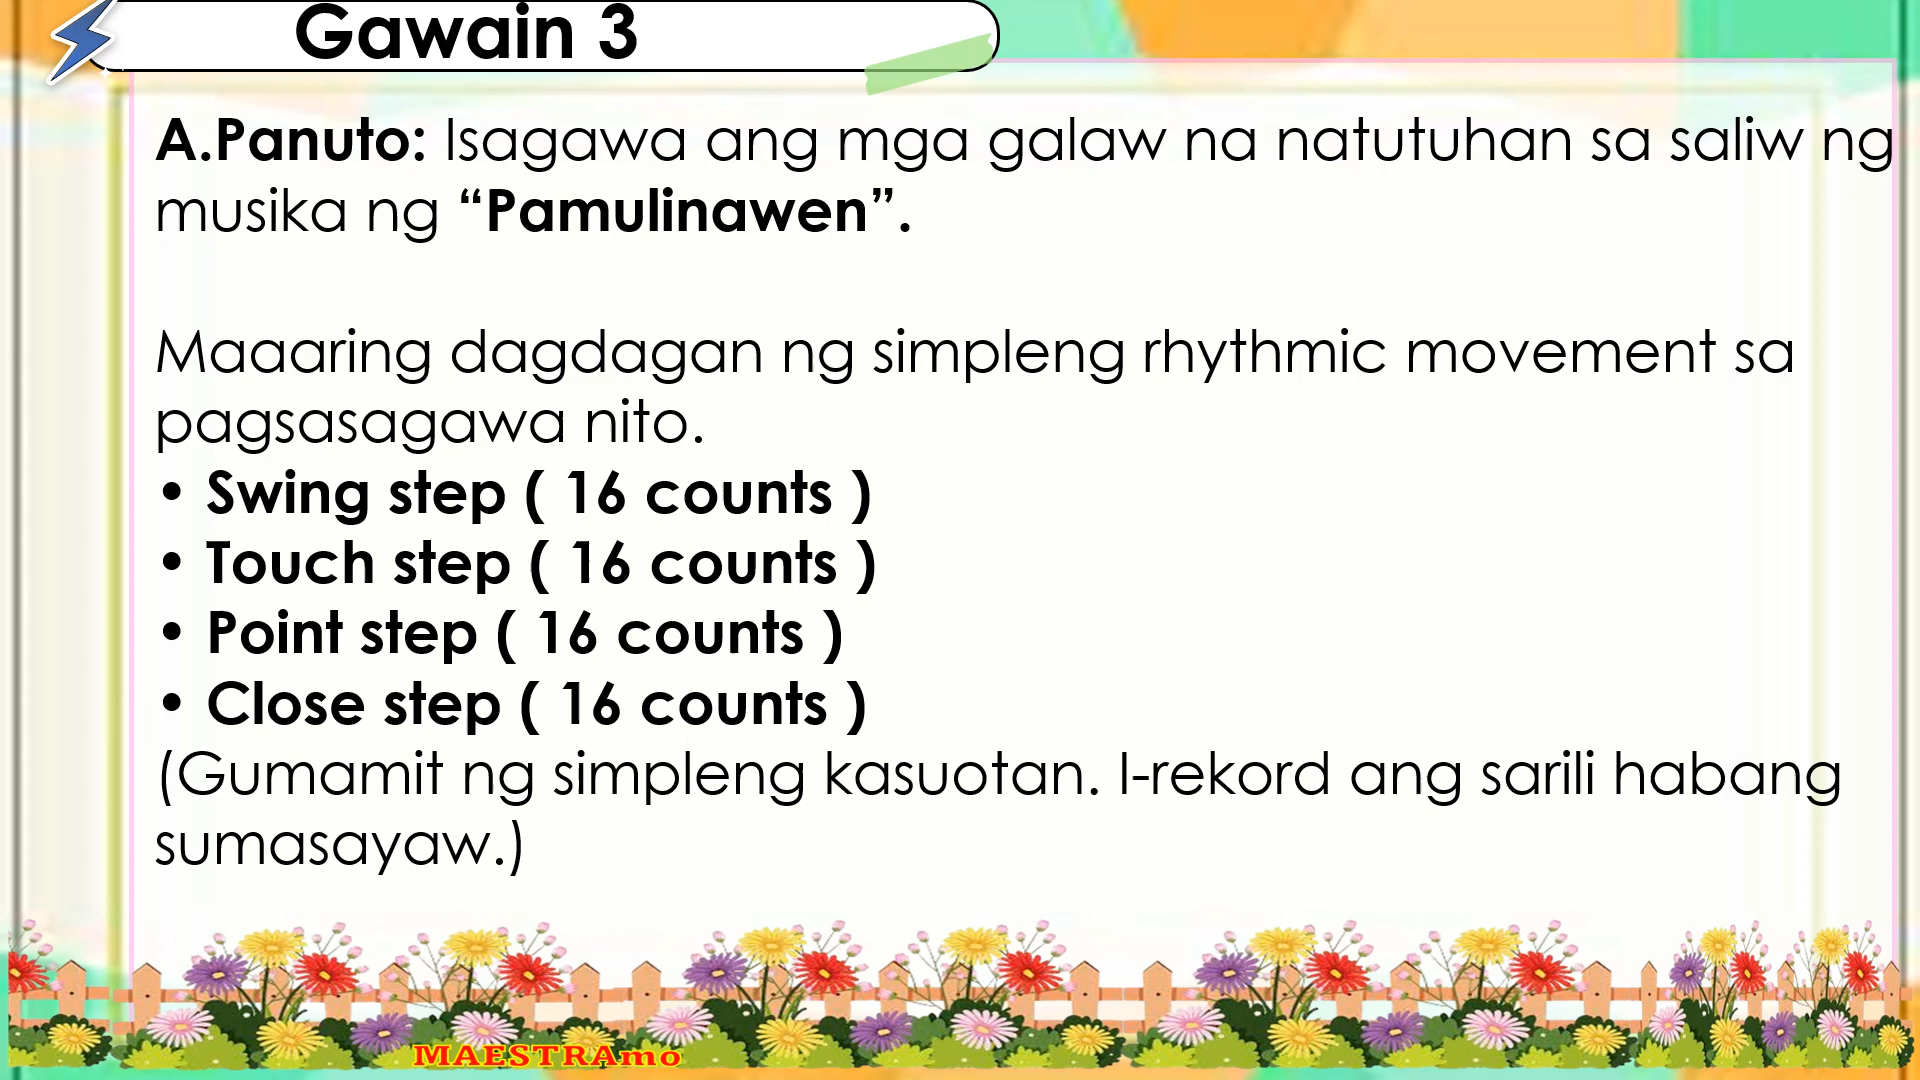 Gawain 3
A.Panuto: Isagawa ang mga galaw na natutuhan sa saliw ng
musika ng “Pamulinawen”.
Maaaring dagdagan ng simpleng rhythmic movement sa
pagsasagawa nito.
• Swing step ( 16 counts )
• Touch step ( 16 counts )
• Point step ( 16 counts )
• Close step ( 16 counts )
(Gumamit ng simpleng kasuotan. I-rekord ang sarili habang
sumasayaw.)
MAESTRAmo